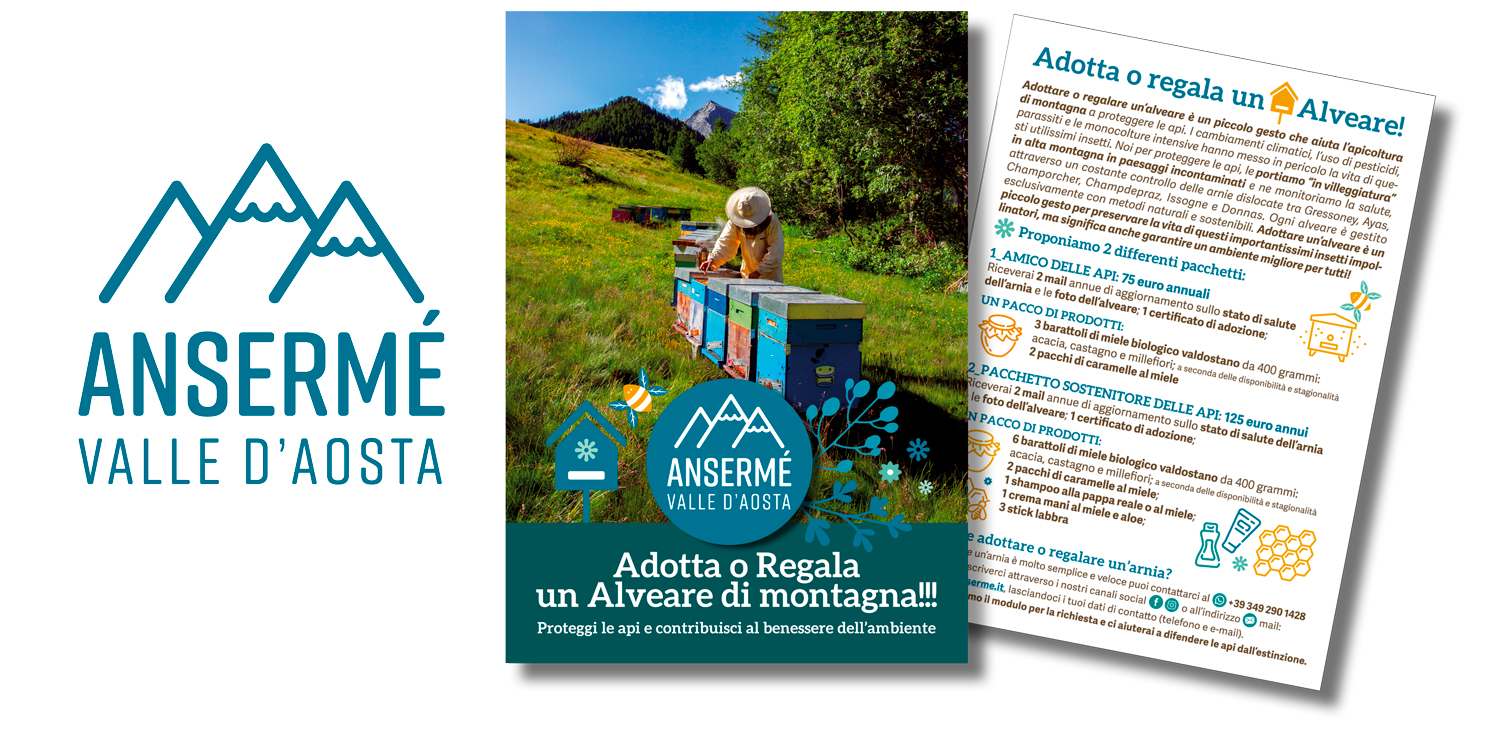 ANSERMÉ
VALLE D'AOSTA
ANSERMÉ
VALLE D'AOSTA
Adotta o Regala
un Alveare di montagna!!!
Proteggi le api e contribuisci al benessere dell'ambiente
Adotta o regala un Alveare!
Adottare o regalare un'alveare è un piccolo gesto che aiuta l'apicoltura
di montagna a proteggere le api. I cambiamenti climatici, l'uso di pesticidi,
parassiti e le monocolture intensive hanno messo in pericolo la vita di que-
sti utilissimi insetti. Noi per proteggere le api, le portiamo "in villeggiatura"
in alta montagna in paesaggi incontaminati e ne monitoriamo la salute,
attraverso un costante controllo delle arnie dislocate tra Gressoney, Ayas,
Champorcher, Champdepraz, Issogne e Donnas. Ogni alveare è gestito
esclusivamente con metodi naturali e sostenibili. Adottare un'alveare è un
piccolo gesto per preservare la vita di questi importantissimi insetti impol-
linatori, ma significa anche garantire un ambiente migliore per tutti!
Proponiamo 2 differenti pacchetti:
1_AMICO DELLE API: 75 euro annuali
Riceverai 2 mail annue di aggiornamento sullo stato di salute
dell'arnia e le foto dell'alveare; 1 certificato di adozione;
UN PACCO DI PRODOTTI:
3 barattoli di miele biologico valdostano da 400 grammi:
acacia, castagno e millefiori; a seconda delle disponibilità e stagionalità
2 pacchi di caramelle al miele
2_PACCHETTO SOSTENITORE DELLE API: 125 euro annui
Riceverai 2 mail annue di aggiornamento sullo stato di salute dell'arnia
le foto dell'alveare; 1 certificato di adozione;
N PACCO DI PRODOTTI:
6 barattoli di miele biologico valdostano da 400 grammi:
acacia, castagno e millefiori; a seconda delle disponibilità e stagionalità
2 pacchi di caramelle al miele;
1 shampoo alla pappa reale o al miele;
1 crema mani al miele e aloe;
3 stick labbra
e adottare o regalare un'arnia?
e un'arnia è molto semplice e veloce puoi contattarci al +39 349 290 1428
scriverci attraverso i nostri canali social o all'indirizzo mail:
serme.it, lasciandoci i tuoi dati di contatto (telefono e e-mail).
mo il modulo per la richiesta e ci aiuterai a difendere le api dall'estinzione.